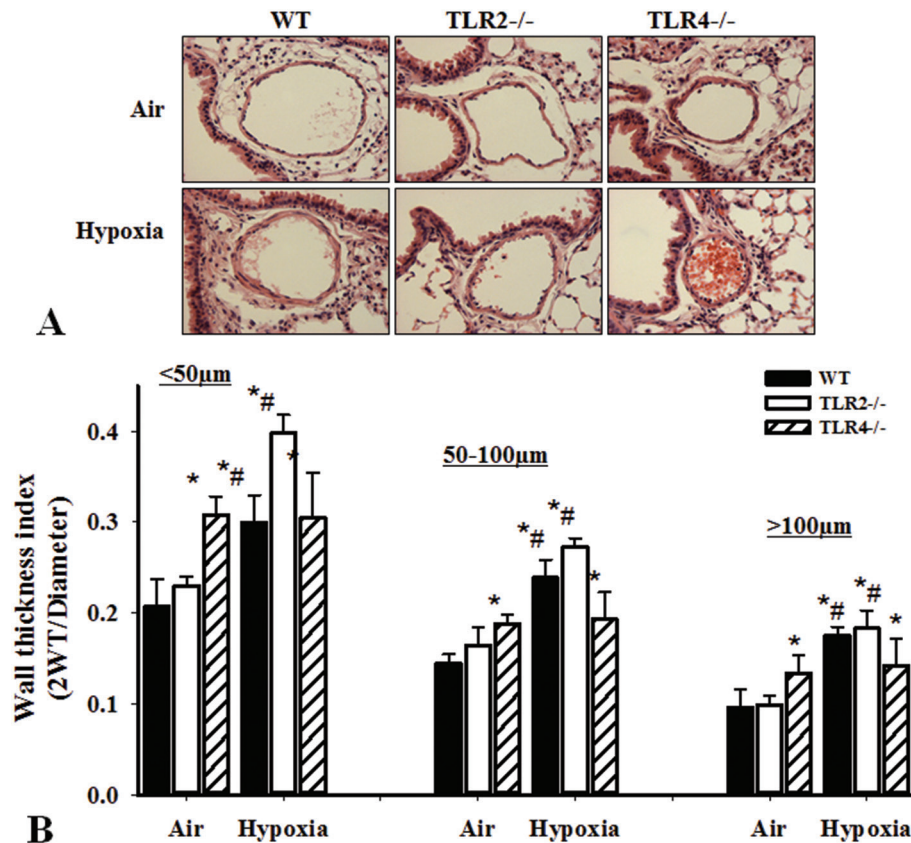 WT TLR2-/- TLR4-/-
Air
Hypoxia
A
<50µm
*#
* *#
*
50-100µm
*
*# *#
*
>100µm
*
*# *#
*
WT
TLR2-/-
TLR4-/-
Wall thickness index
(2WT/Diameter)
0.4
0.3
0.2
0.1
0.0
Air Hypoxia Air Hypoxia Air Hypoxia
B